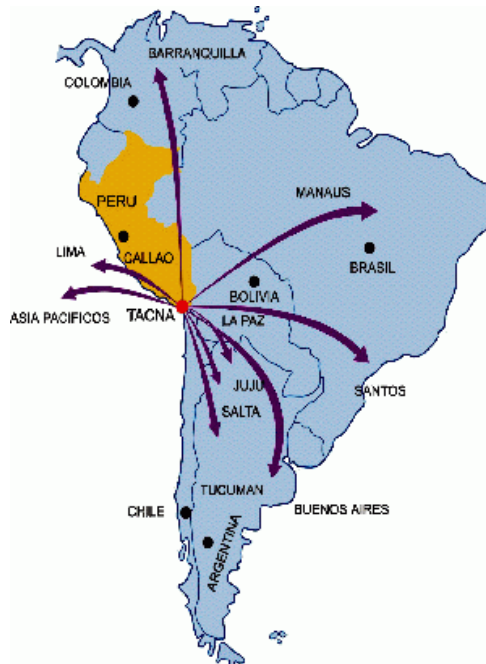 BARRANQUILLA
COLOMBIA
MANAUS
PERU
LIMA
CALLAO
BRASIL
BOLIVIA
ASIA PACIFICOS
TACNA
LA PAZ
JUJU
SANTOS
SALTA
TUCUMAN
CHILE
BUENOS AIRES
ARGENTINA